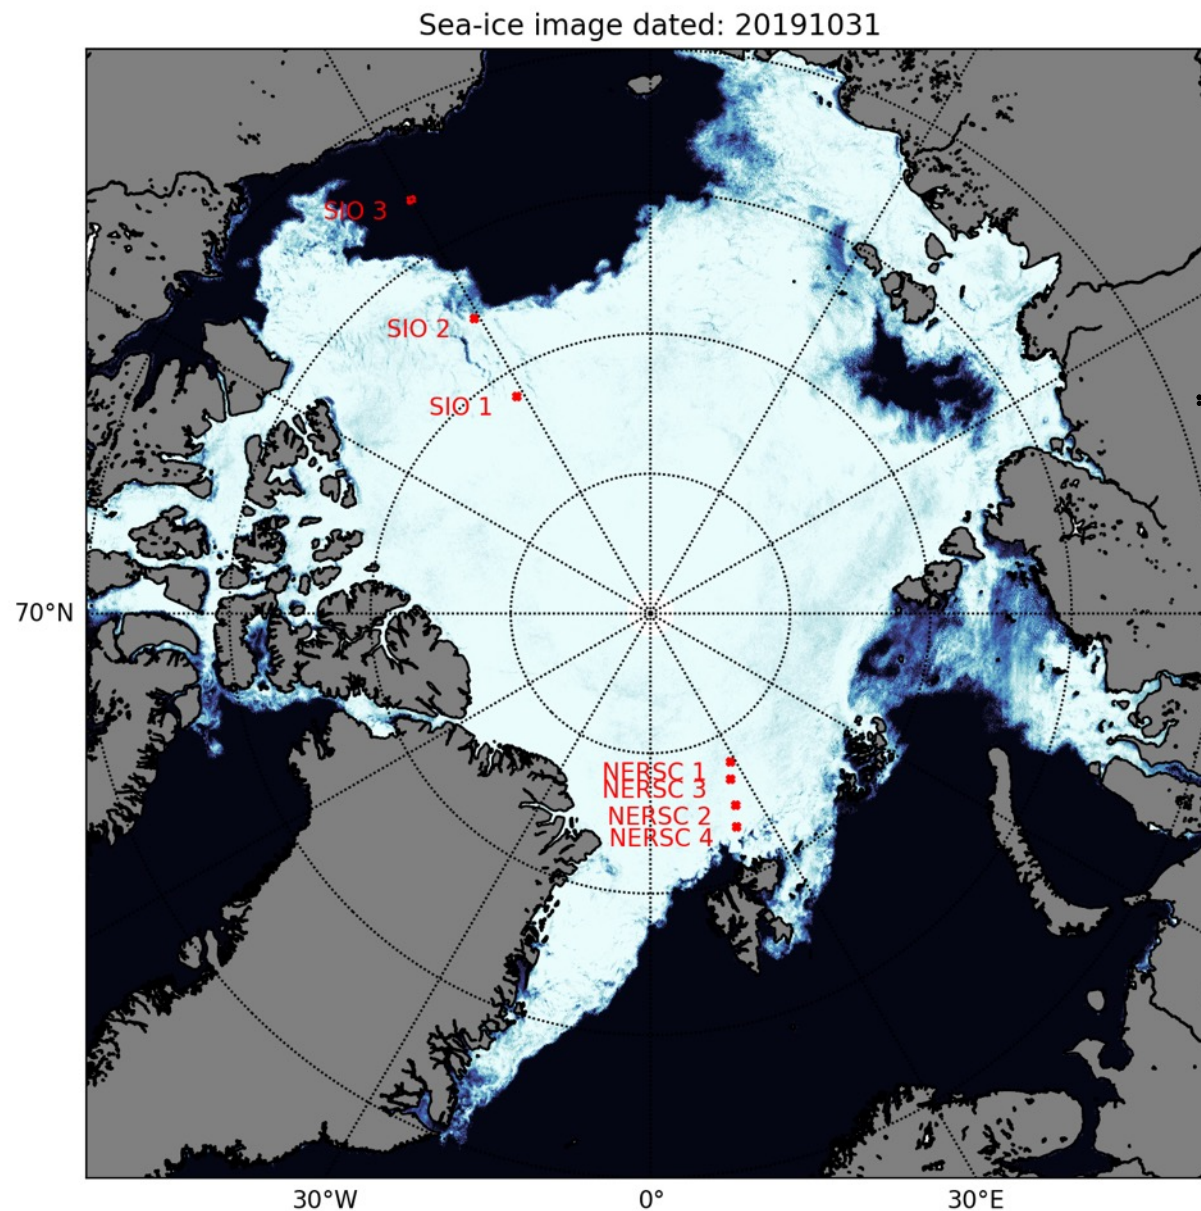 Sea-ice image dated: 20191031
SIO 3
SIO 2
SIO 1
70°N
NERSC 1
NERSC 3
NERSC 2
NERSC 4
30°W
0°
30°E